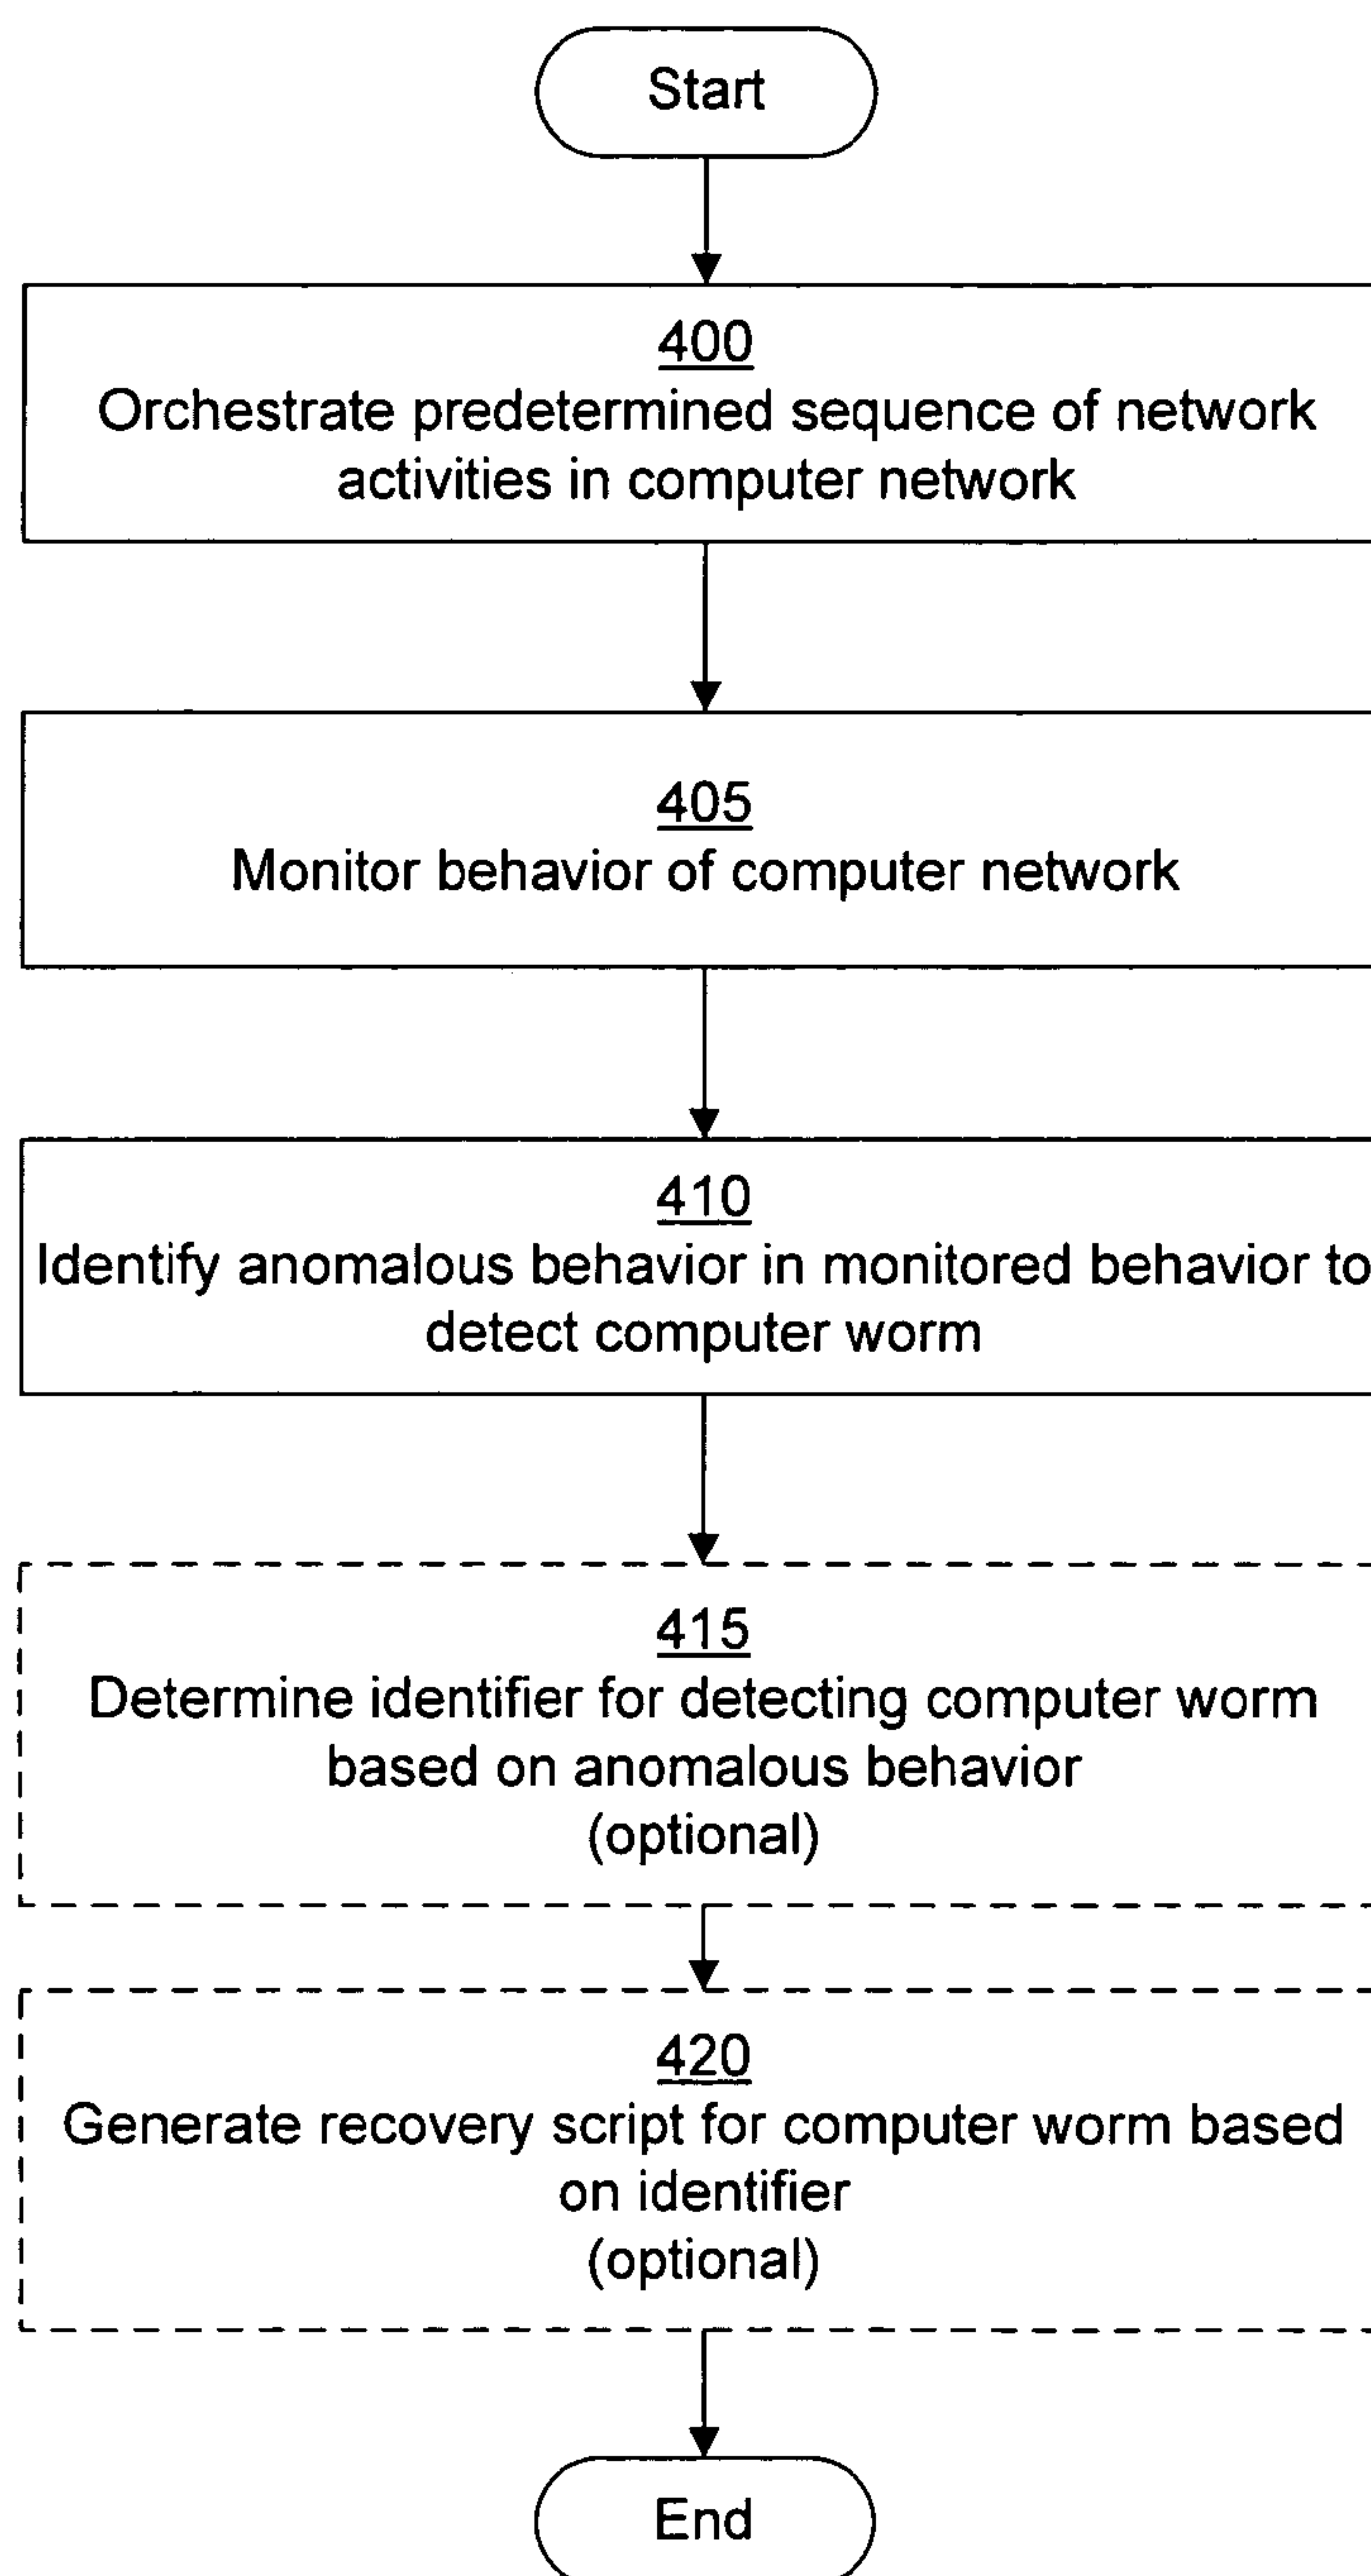 Start
400
Orchestrate predetermined sequence of network
activities in computer network
405
Monitor behavior of computer network
410
Identify anomalous behavior in monitored behavior to
detect computer worm
415
Determine identifier for detecting computer worm
based on anomalous behavior
(optional)
420
Generate recovery script for computer worm based
on identifier
(optional)
End